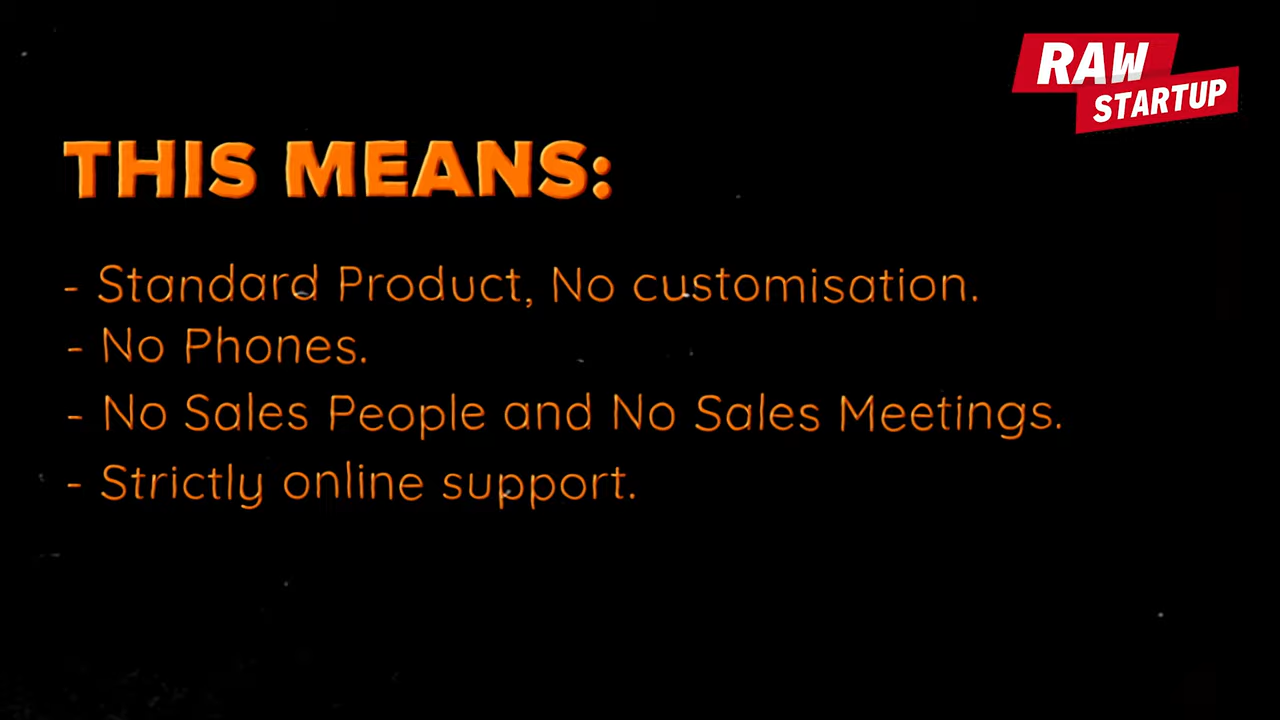 RAW
STARTUP
THIS MEANS:
- Standard Product, No customisation.
- No Phones.
- No Sales People and No Sales Meetings.
- Strictly online support.